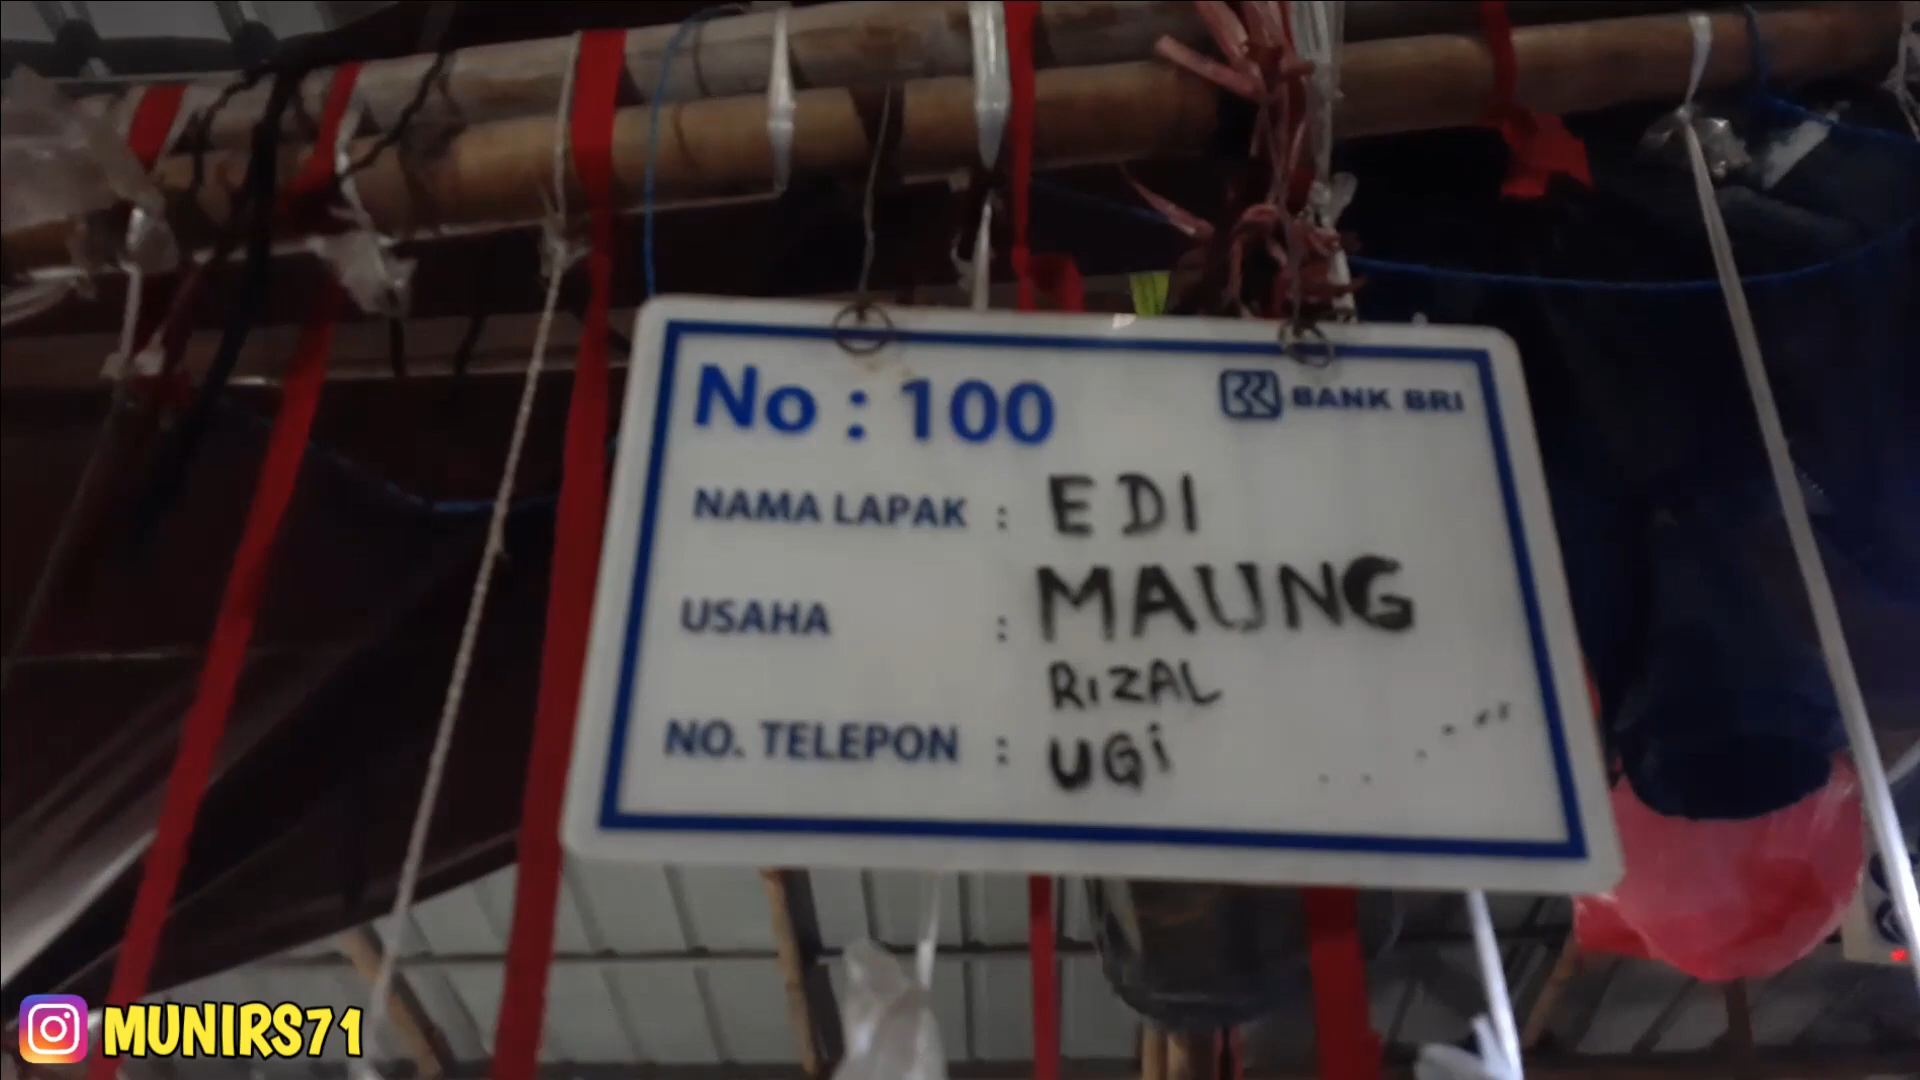 No : 100
BANK BRI
NAMA LAPAK : EDI
USAHA : MAUNG
RIZAL
NO. TELEPON : UGi
MUNIRS71